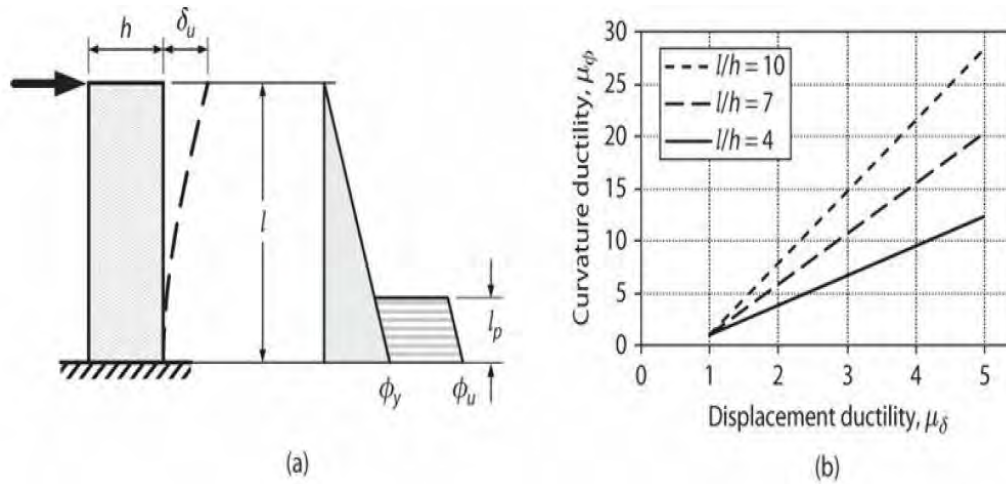 h
δu
l
lp
ϕy
ϕu
(a)
Curvature ductility, μϕ
30
25
20
15
10
5
0
l/h = 10
l/h = 7
l/h = 4
0 1 2 3 4 5
Displacement ductility, μδ
(b)